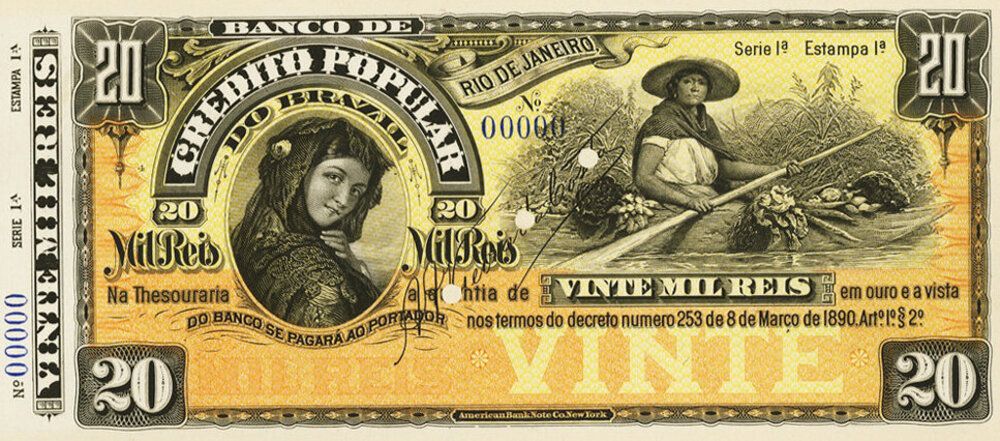 Nº 00000
SERIE 1ª
ESTAMPA 1ª
VINTE MIL REIS
20
BANCO DE
CREDITO POPULAR
DO BRAZIL
RIO DE JANEIRO,
Serie 1ª Estampa 1ª
20
Nº
00000
20
Mil Reis
20
Mil Reis
Na Thesouraria
DO BANCO SE PAGARÁ AO PORTADOR
a de
VINTE MIL REIS
em ouro e a vista
nos termos do decreto numero 253 de 8 de Março de 1890. Artº 1º § 2º
20
VINTE
20
American Bank Note Co. New York